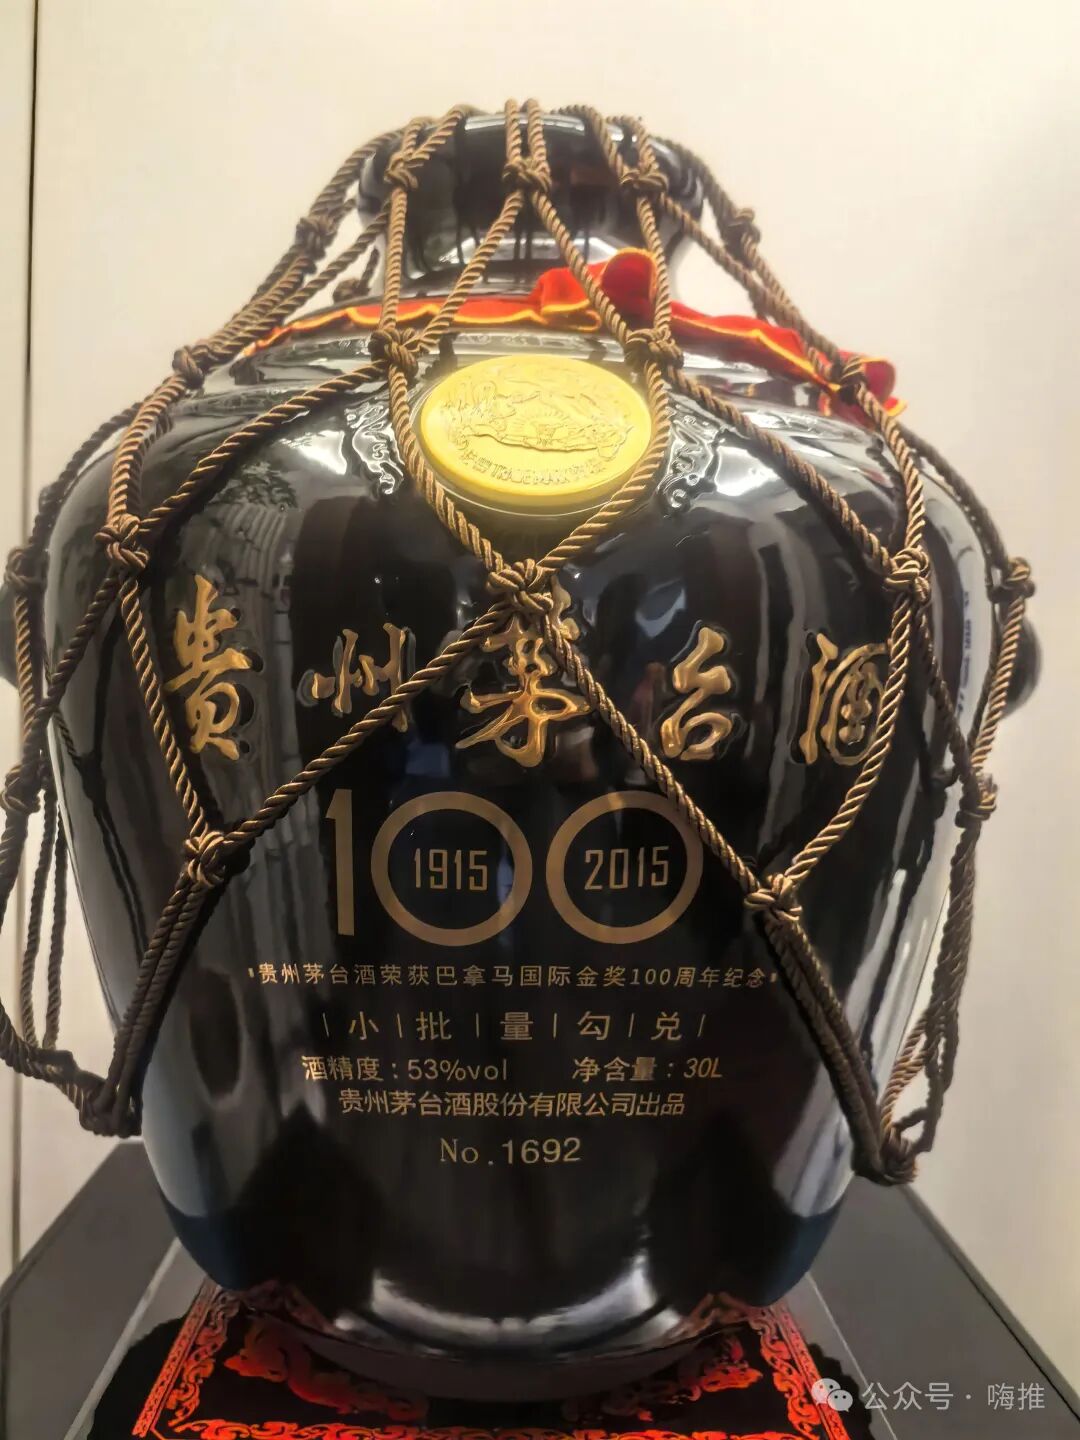 贵州茅台酒
100
1915 2015
贵州茅台酒荣获巴拿马国际金奖100周年纪念
小 | 批 | 量 | 勾 | 兑
酒精度：53%vol 净含量：30L
贵州茅台酒股份有限公司出品
No.1692
公众号·嗨推